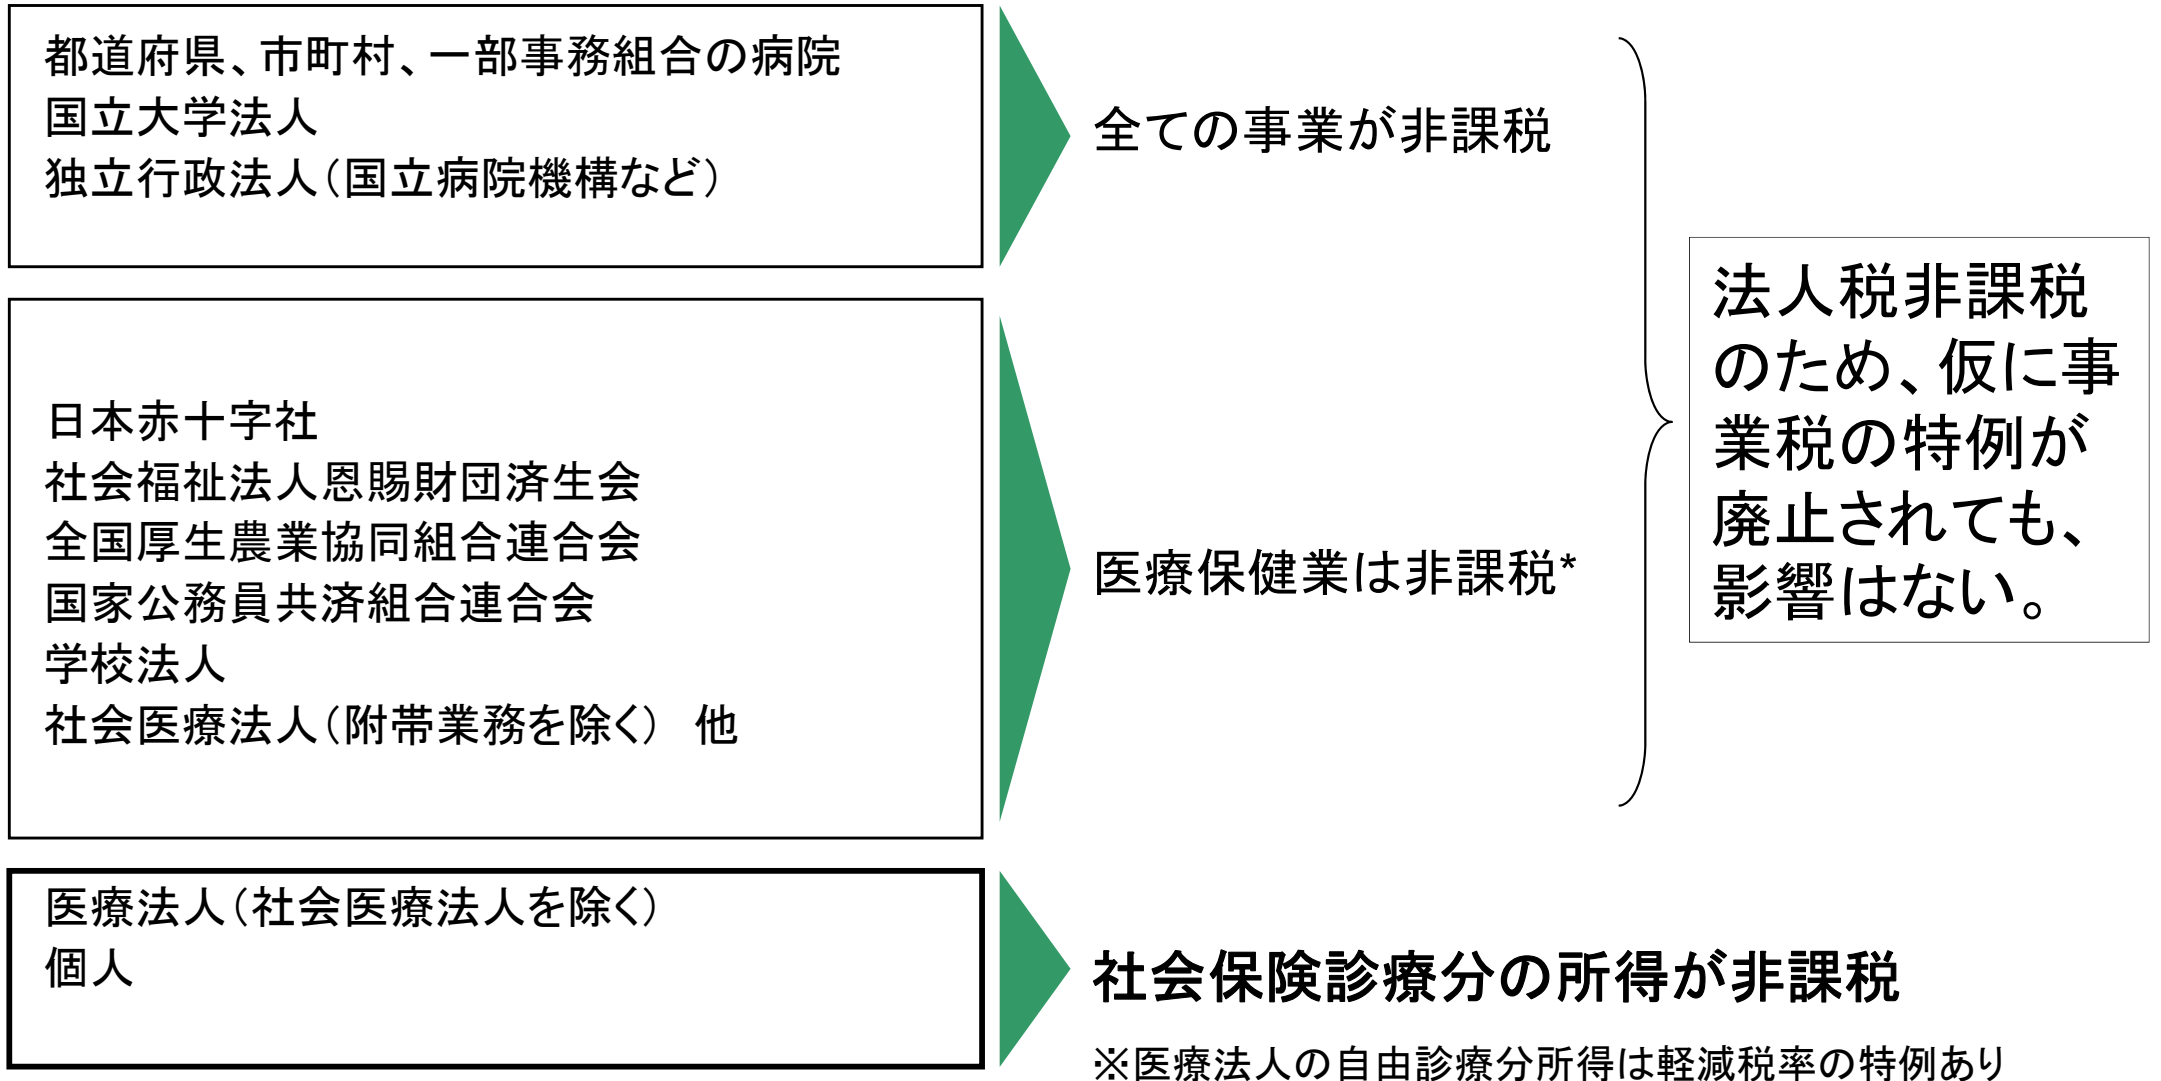 都道府県、市町村、一部事務組合の病院
国立大学法人
独立行政法人（国立病院機構など）
全ての事業が非課税
日本赤十字社
社会福祉法人恩賜財団済生会
全国厚生農業協同組合連合会
国家公務員共済組合連合会
学校法人
社会医療法人（附帯業務を除く）　他
医療保健業は非課税*
法人税非課税
のため、仮に事
業税の特例が
廃止されても、
影響はない。
医療法人（社会医療法人を除く）
個人
社会保険診療分の所得が非課税
※医療法人の自由診療分所得は軽減税率の特例あり